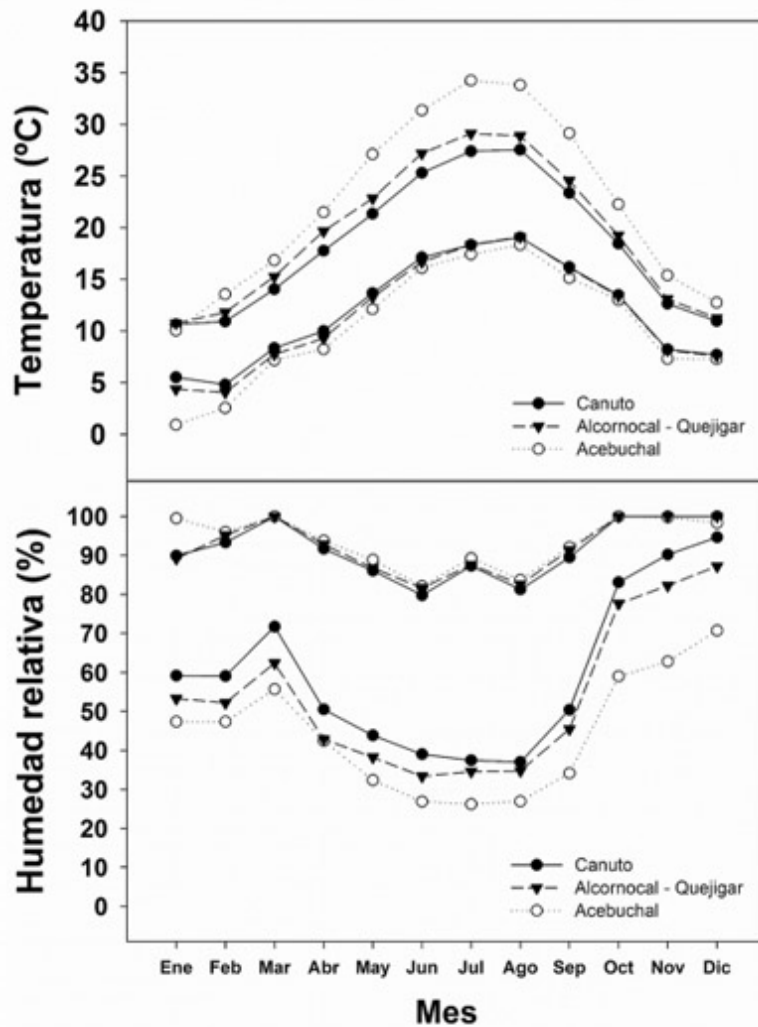 40
35
30
25
20
15
10
5
0
Temperatura (ºC)
Canuto
Alcornocal - Quejigar
Acebuchal
100
90
80
70
60
50
40
30
20
10
0
Humedad relativa (%)
Canuto
Alcornocal - Quejigar
Acebuchal
Ene Feb Mar Abr May Jun Jul Ago Sep Oct Nov Dic
Mes